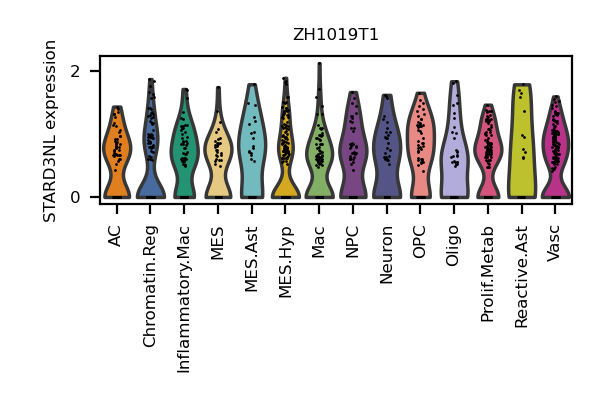 ZH1019T1
STARD3NL expression
2
0
AC
Chromatin.Reg
Inflammatory.Mac
MES
MES.Ast
MES.Hyp
Mac
NPC
Neuron
OPC
Oligo
Prolif.Metab
Reactive.Ast
Vasc